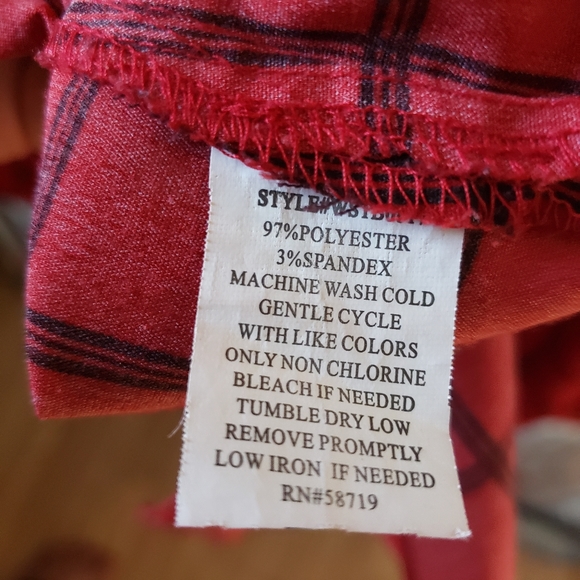 97%POLYESTER
3%SPANDEX
MACHINE WASH COLD
GENTLE CYCLE
WITH LIKE COLORS
ONLY NON CHLORINE
BLEACH IF NEEDED
TUMBLE DRY LOW
REMOVE PROMPTLY
LOW IRON IF NEEDED
RN#58719